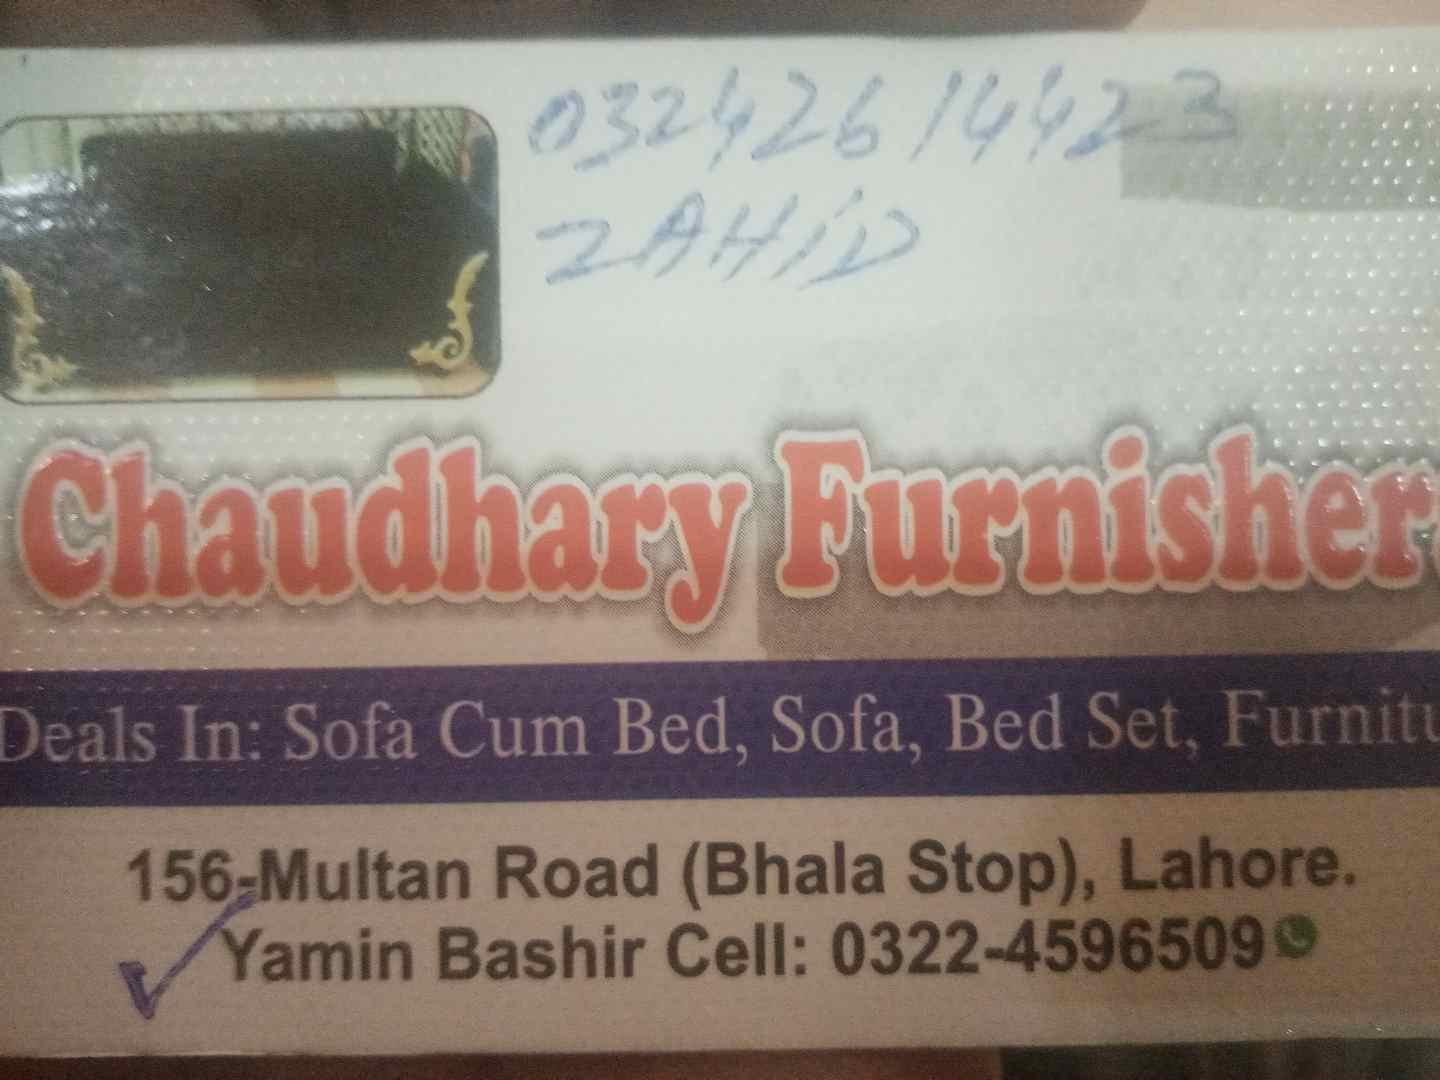 03242614423
ZAHiD
Chaudhary Furnisher
Deals In: Sofa Cum Bed, Sofa, Bed Set, Furnitu
156-Multan Road (Bhala Stop), Lahore.
Yamin Bashir Cell: 0322-4596509